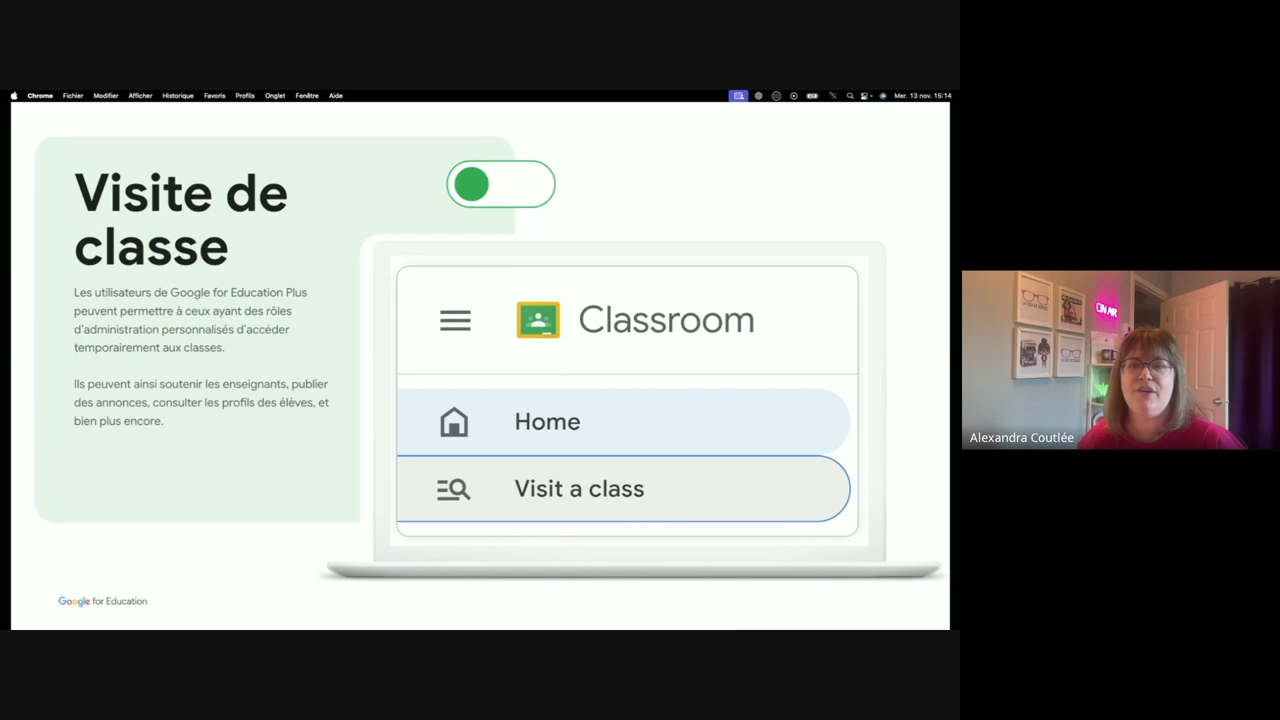 Chrome Fichier Modifier Afficher Historique Favoris Profils Onglet Fenêtre Aide
Mer. 13 nov. 15:14
Visite de
classe
Les utilisateurs de Google for Education Plus
peuvent permettre à ceux ayant des rôles
d'administration personnalisés d'accéder
temporairement aux classes.
Ils peuvent ainsi soutenir les enseignants, publier
des annonces, consulter les profils des élèves, et
bien plus encore.
Classroom
Home
Visit a class
Google for Education
ON AIR
Alexandra Coutlée